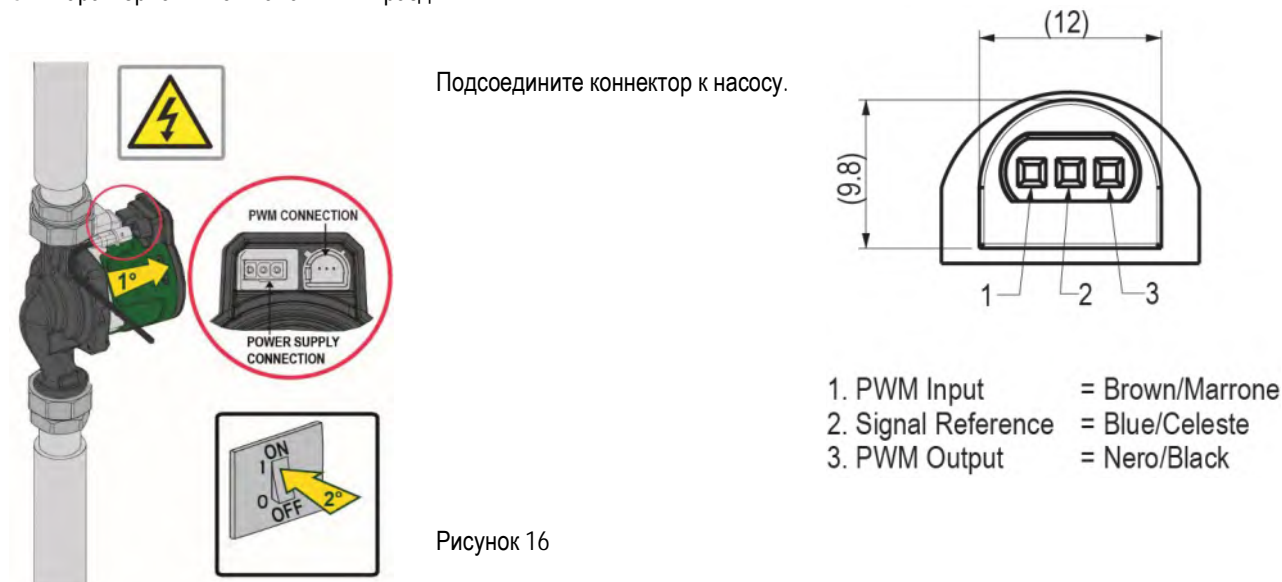 Подсоедините коннектор к насосу.
PWM CONNECTION
1°
POWER SUPPLY
CONNECTION
ON
1
0
OFF
2°
Рисунок 16
(12)
(9.8)
1
2
3
1. PWM Input = Brown/Marrone
2. Signal Reference = Blue/Celeste
3. PWM Output = Nero/Black